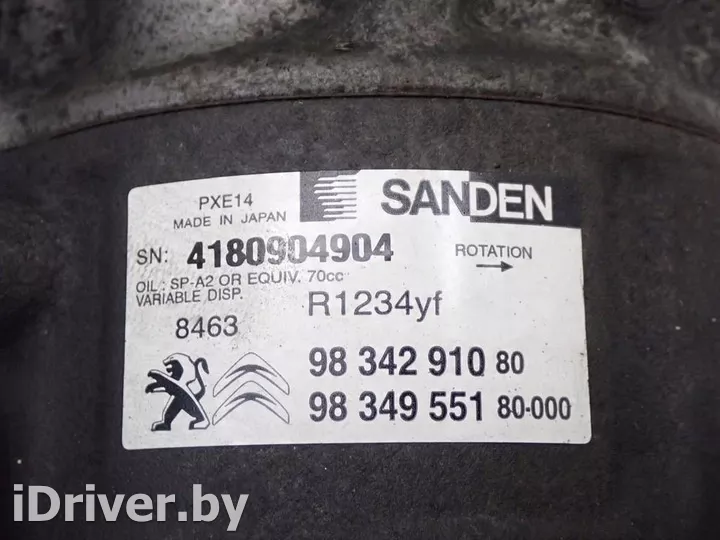 PXE14
MADE IN JAPAN
SANDEN
SN: 4180904904
ROTATION
OIL : SP-A2 OR EQUIV. 70cc
VARIABLE DISP.
R1234yf
8463
98 342 910 80
98 349 551 80-000
iDriver.by